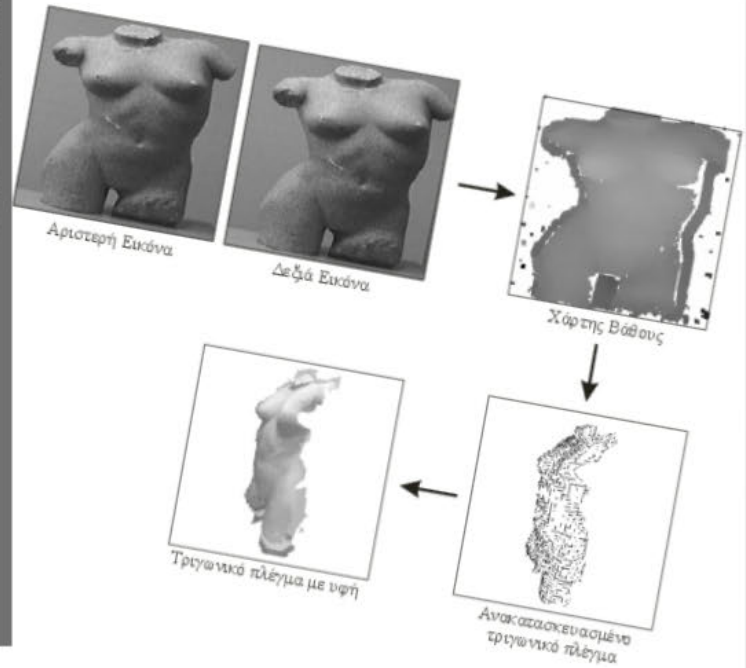 Αριστερή Εικόνα
Δεξιά Εικόνα
Χάρτης Βάθους
Τριγωνικό πλέγμα με υφή
Ανακατασκευασμένο
τριγωνικό πλέγμα